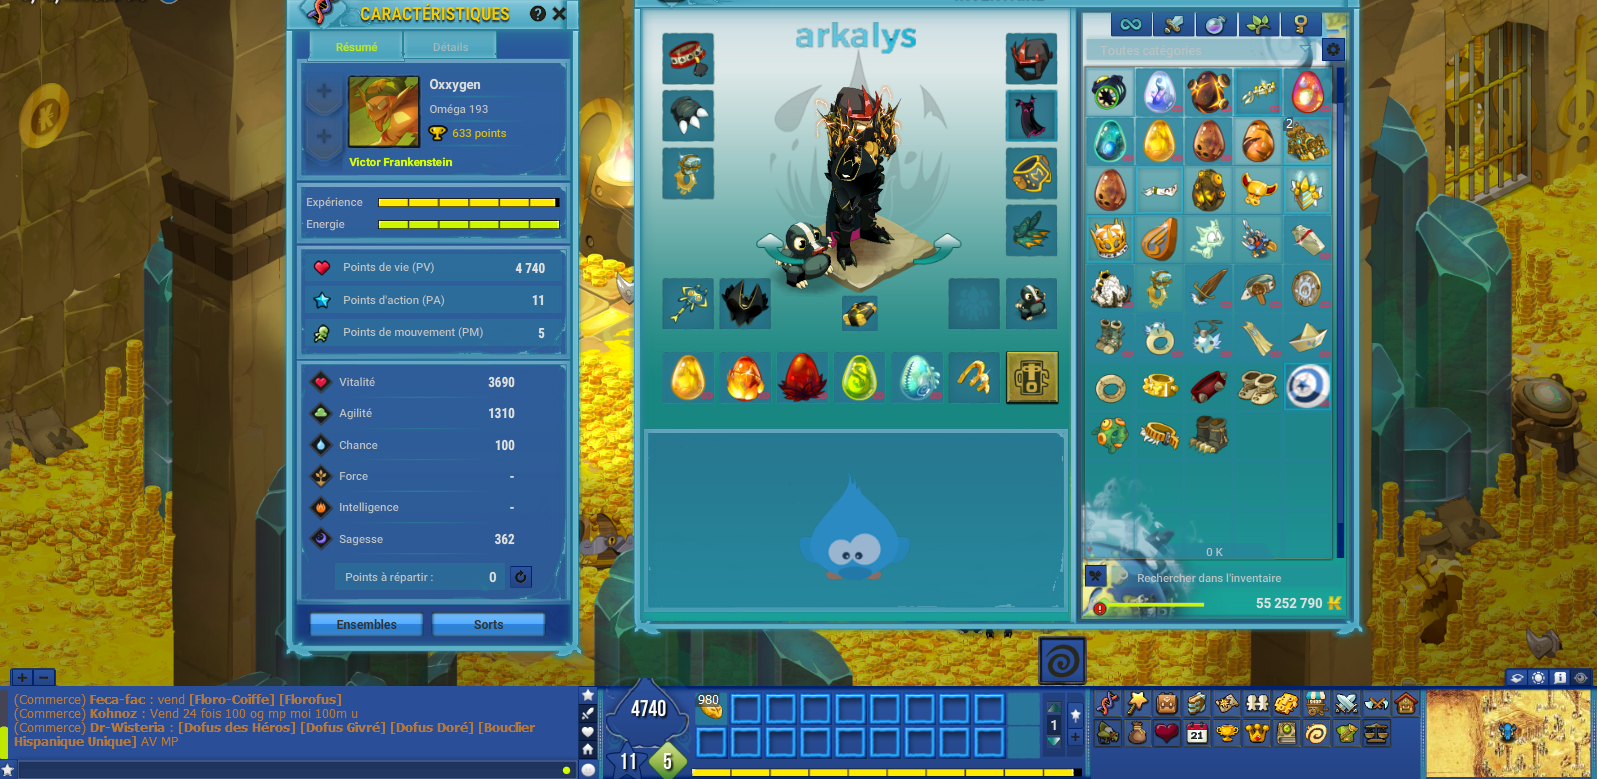 CARACTÉRISTIQUES
?
Résumé
Détails
Oxxygen
Oméga 193
633 points
Victor Frankenstein
Expérience
Energie
Points de vie (PV) 4 740
Points d'action (PA) 11
Points de mouvement (PM) 5
Vitalité 3690
Agilité 1310
Chance 100
Force -
Intelligence -
Sagesse 362
Points à répartir : 0
Ensembles
Sorts
arkalys
Toutes catégories
2
0 K
Rechercher dans l'inventaire
55 252 790 K
(Commerce) Feca-fac : vend [Floro-Coiffe] [Florofus]
(Commerce) Kohnoz : Vend 24 fois 100 og mp moi 100m u
(Commerce) Dr-Wisteria : [Dofus des Héros] [Dofus Givré] [Dofus Doré] [Bouclier
Hispanique Unique] AV MP
4740
11
5
980
1
21